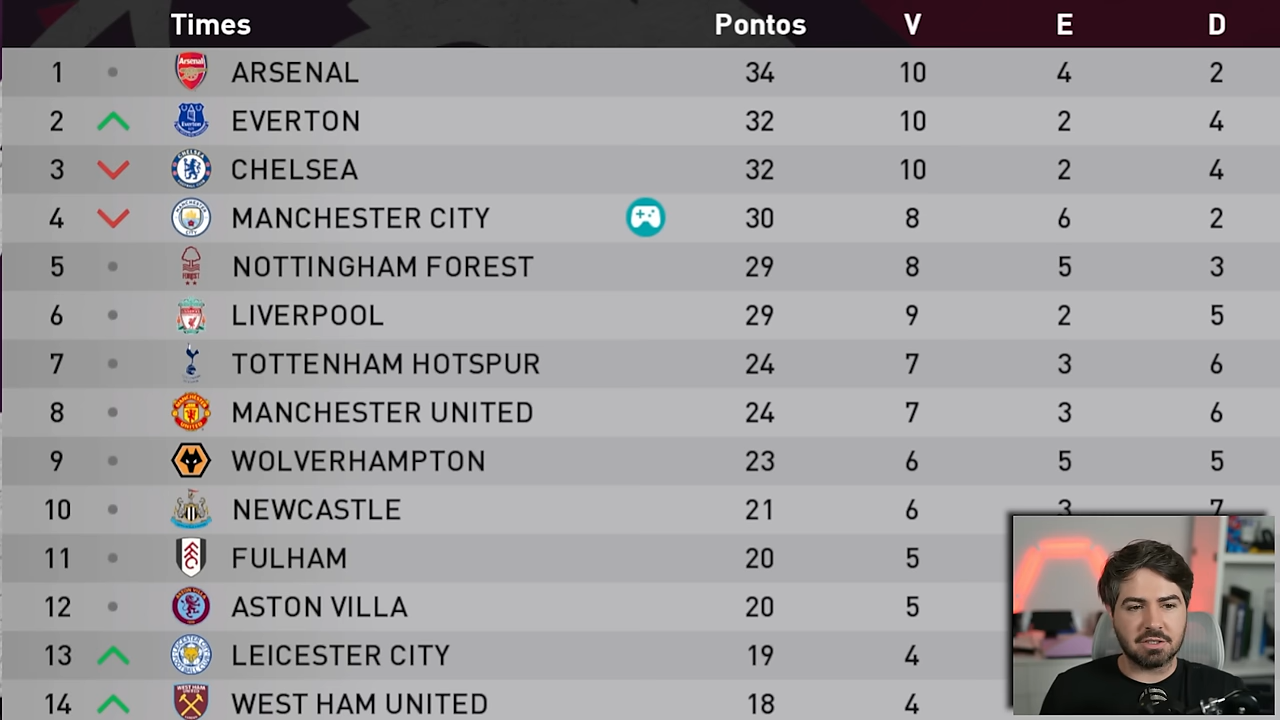 Times Pontos V E D
1 ARSENAL 34 10 4 2
2 EVERTON 32 10 2 4
3 CHELSEA 32 10 2 4
4 MANCHESTER CITY 30 8 6 2
5 NOTTINGHAM FOREST 29 8 5 3
6 LIVERPOOL 29 9 2 5
7 TOTTENHAM HOTSPUR 24 7 3 6
8 MANCHESTER UNITED 24 7 3 6
9 WOLVERHAMPTON 23 6 5 5
10 NEWCASTLE 21 6 3 7
11 FULHAM 20 5
12 ASTON VILLA 20 5
13 LEICESTER CITY 19 4
14 WEST HAM UNITED 18 4